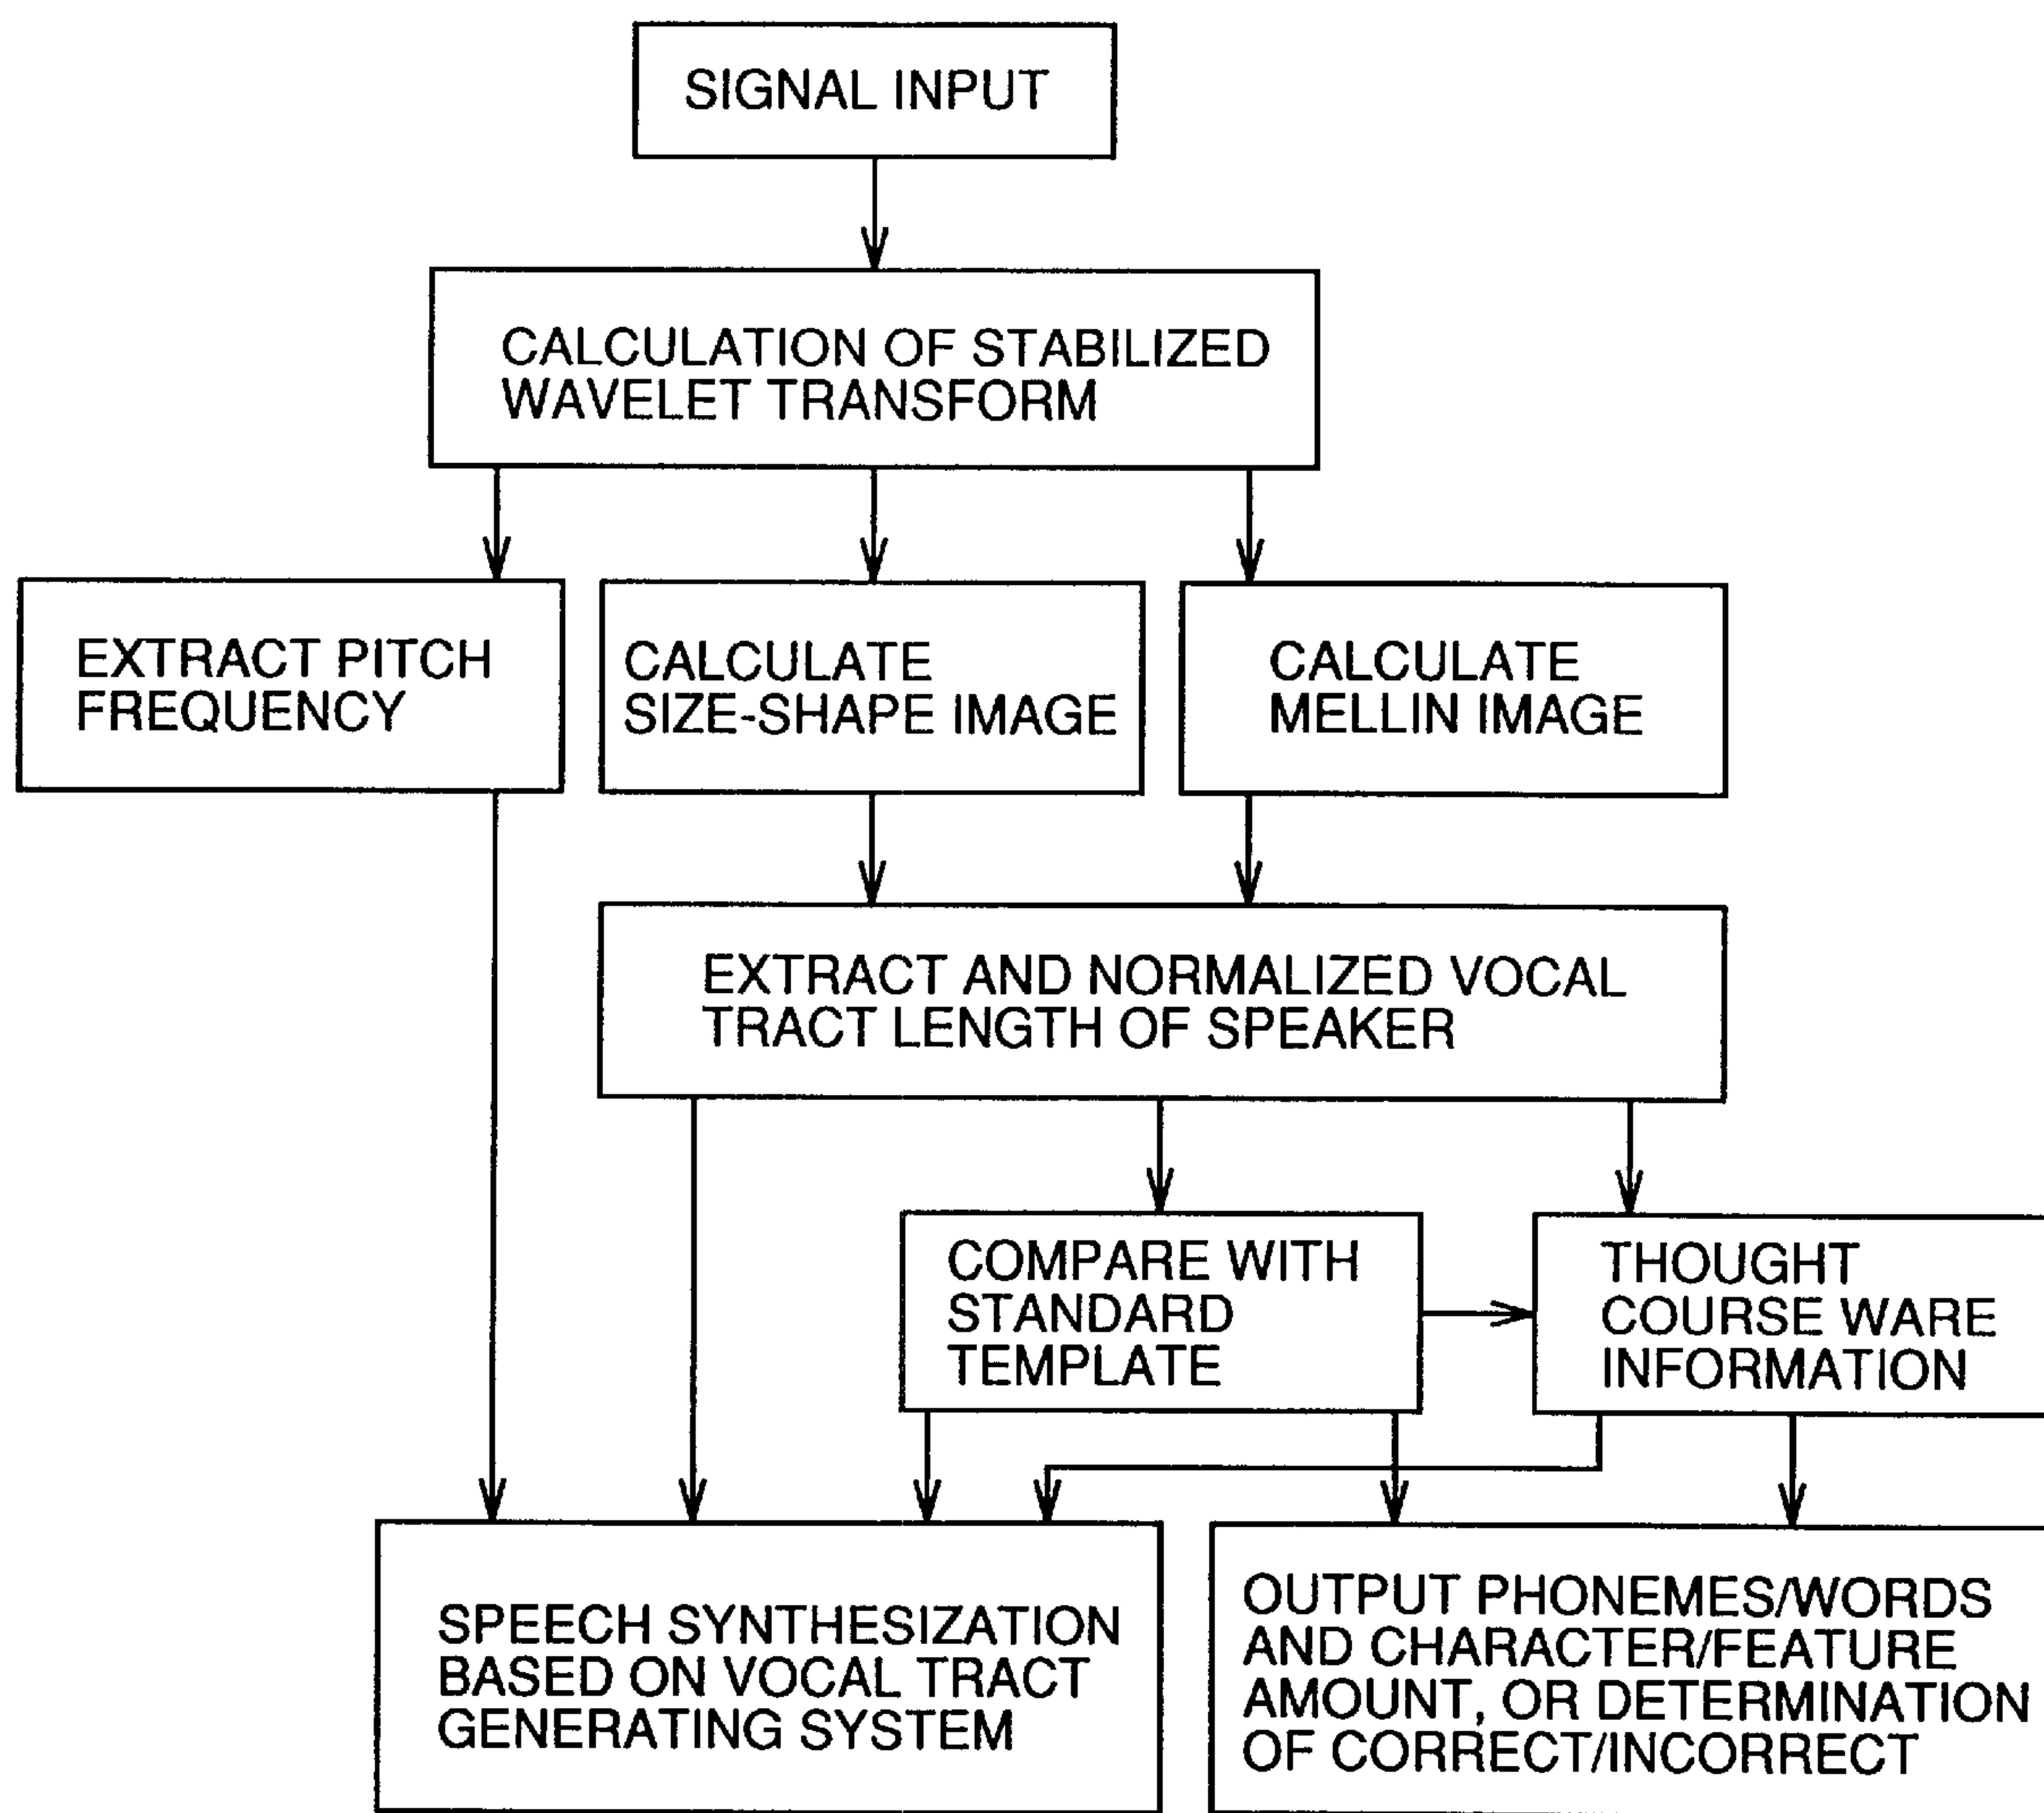 SIGNAL INPUT
CALCULATION OF STABILIZED
WAVELET TRANSFORM
EXTRACT PITCH
FREQUENCY
CALCULATE
SIZE-SHAPE IMAGE
CALCULATE
MELLIN IMAGE
EXTRACT AND NORMALIZED VOCAL
TRACT LENGTH OF SPEAKER
COMPARE WITH
STANDARD
TEMPLATE
THOUGHT
COURSE WARE
INFORMATION
SPEECH SYNTHESIZATION
BASED ON VOCAL TRACT
GENERATING SYSTEM
OUTPUT PHONEMES/WORDS
AND CHARACTER/FEATURE
AMOUNT, OR DETERMINATION
OF CORRECT/INCORRECT